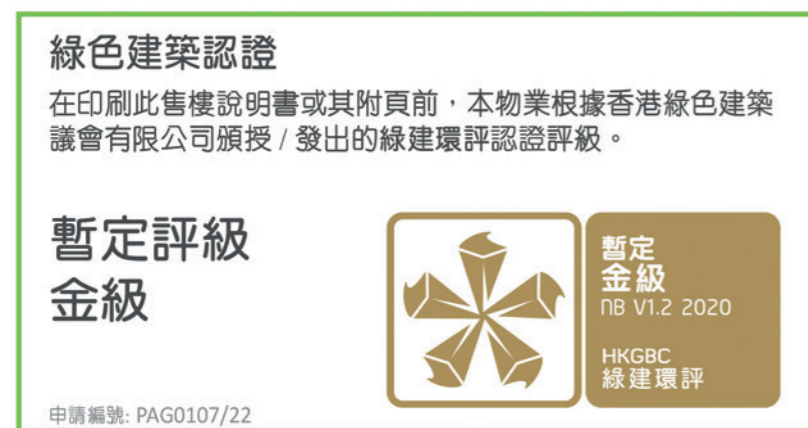 綠色建築認證
在印刷此售樓說明書或其附頁前，本物業根據香港綠色建築
議會有限公司頒授 / 發出的綠建環評認證評級。
暫定評級
金級
暫定
金級
NB V1.2 2020
HKGBC
綠建環評
申請編號: PAG0107/22